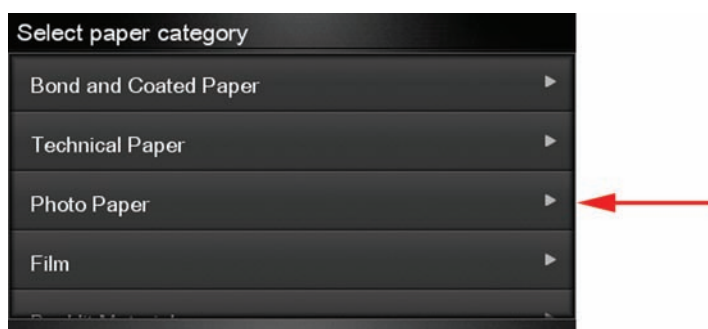 Select paper category
Bond and Coated Paper
Technical Paper
Photo Paper
Film